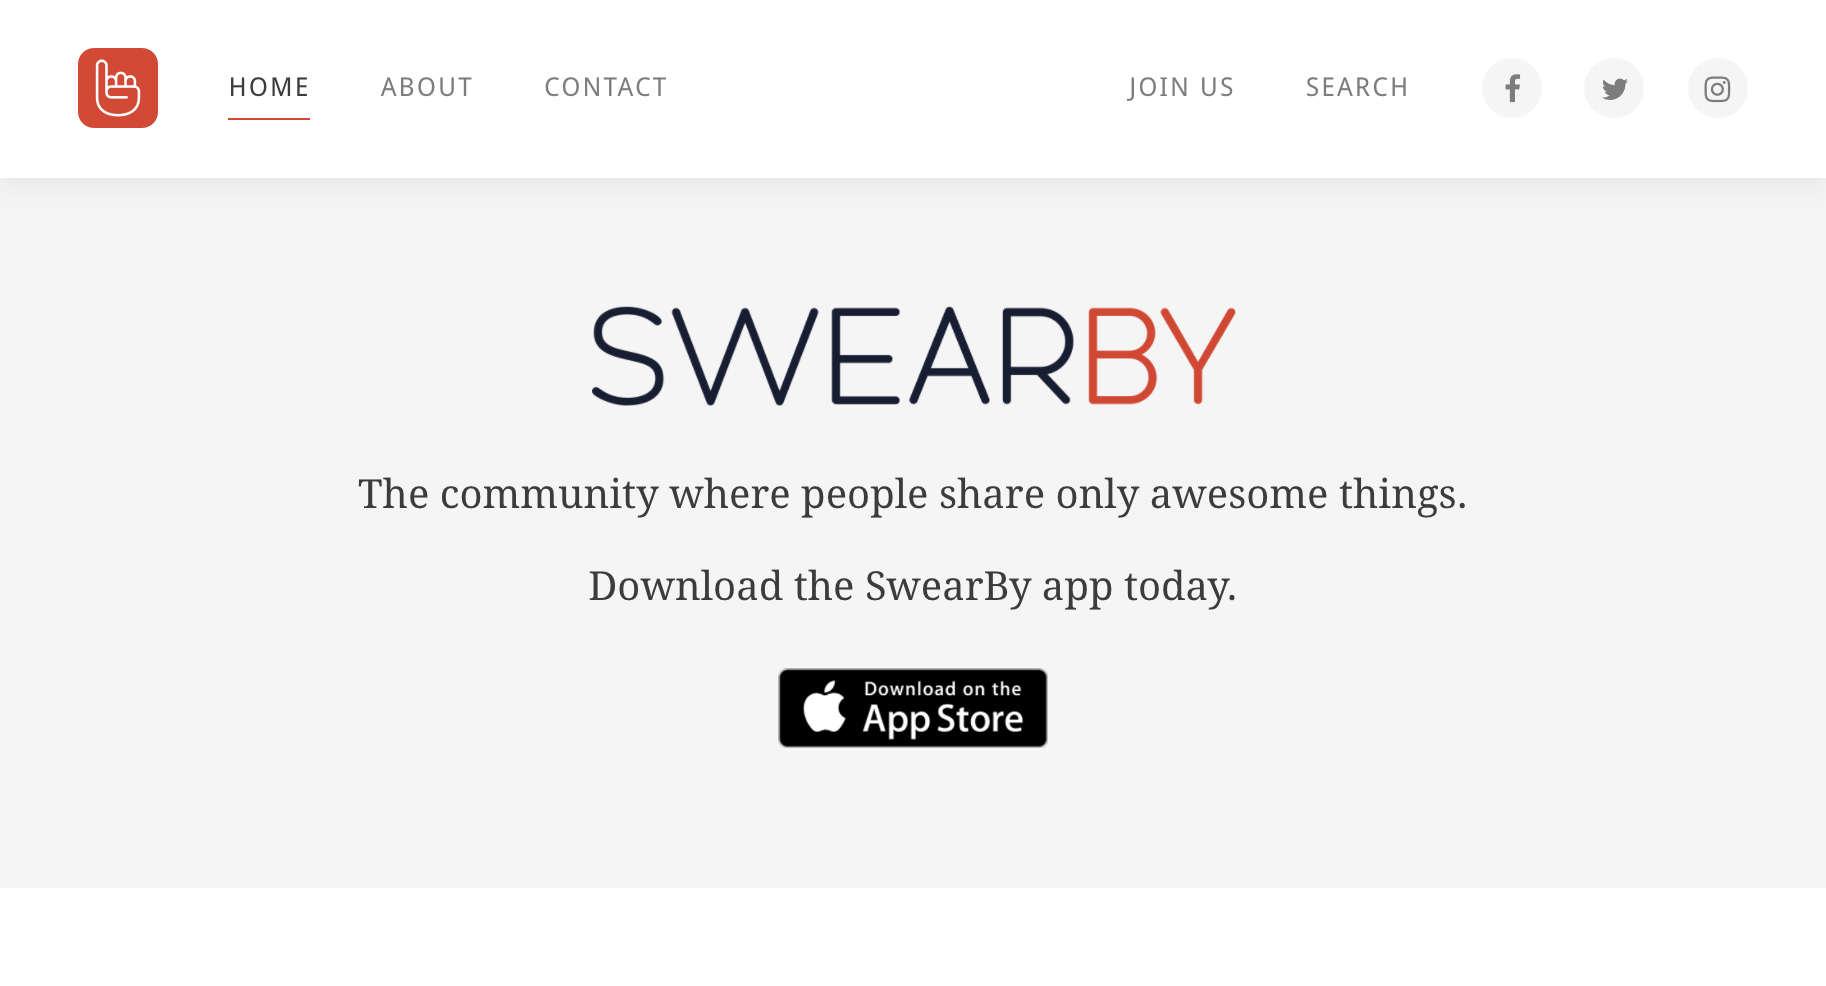 HOME ABOUT CONTACT JOIN US SEARCH
SWEARBY
The community where people share only awesome things.
Download the SwearBy app today.
Download on the
App Store